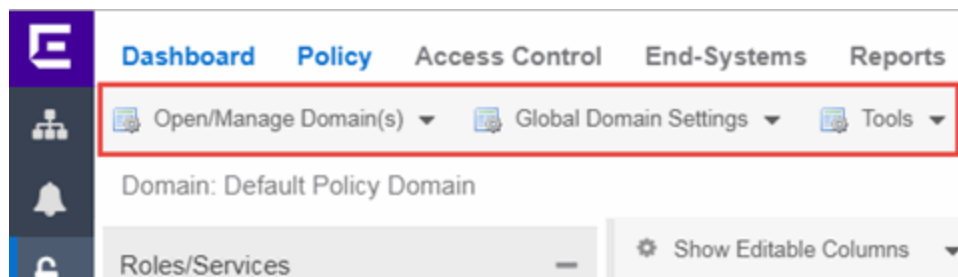 Dashboard Policy Access Control End-Systems Reports
Open/Manage Domain(s) Global Domain Settings Tools
Domain: Default Policy Domain
Roles/Services Show Editable Columns